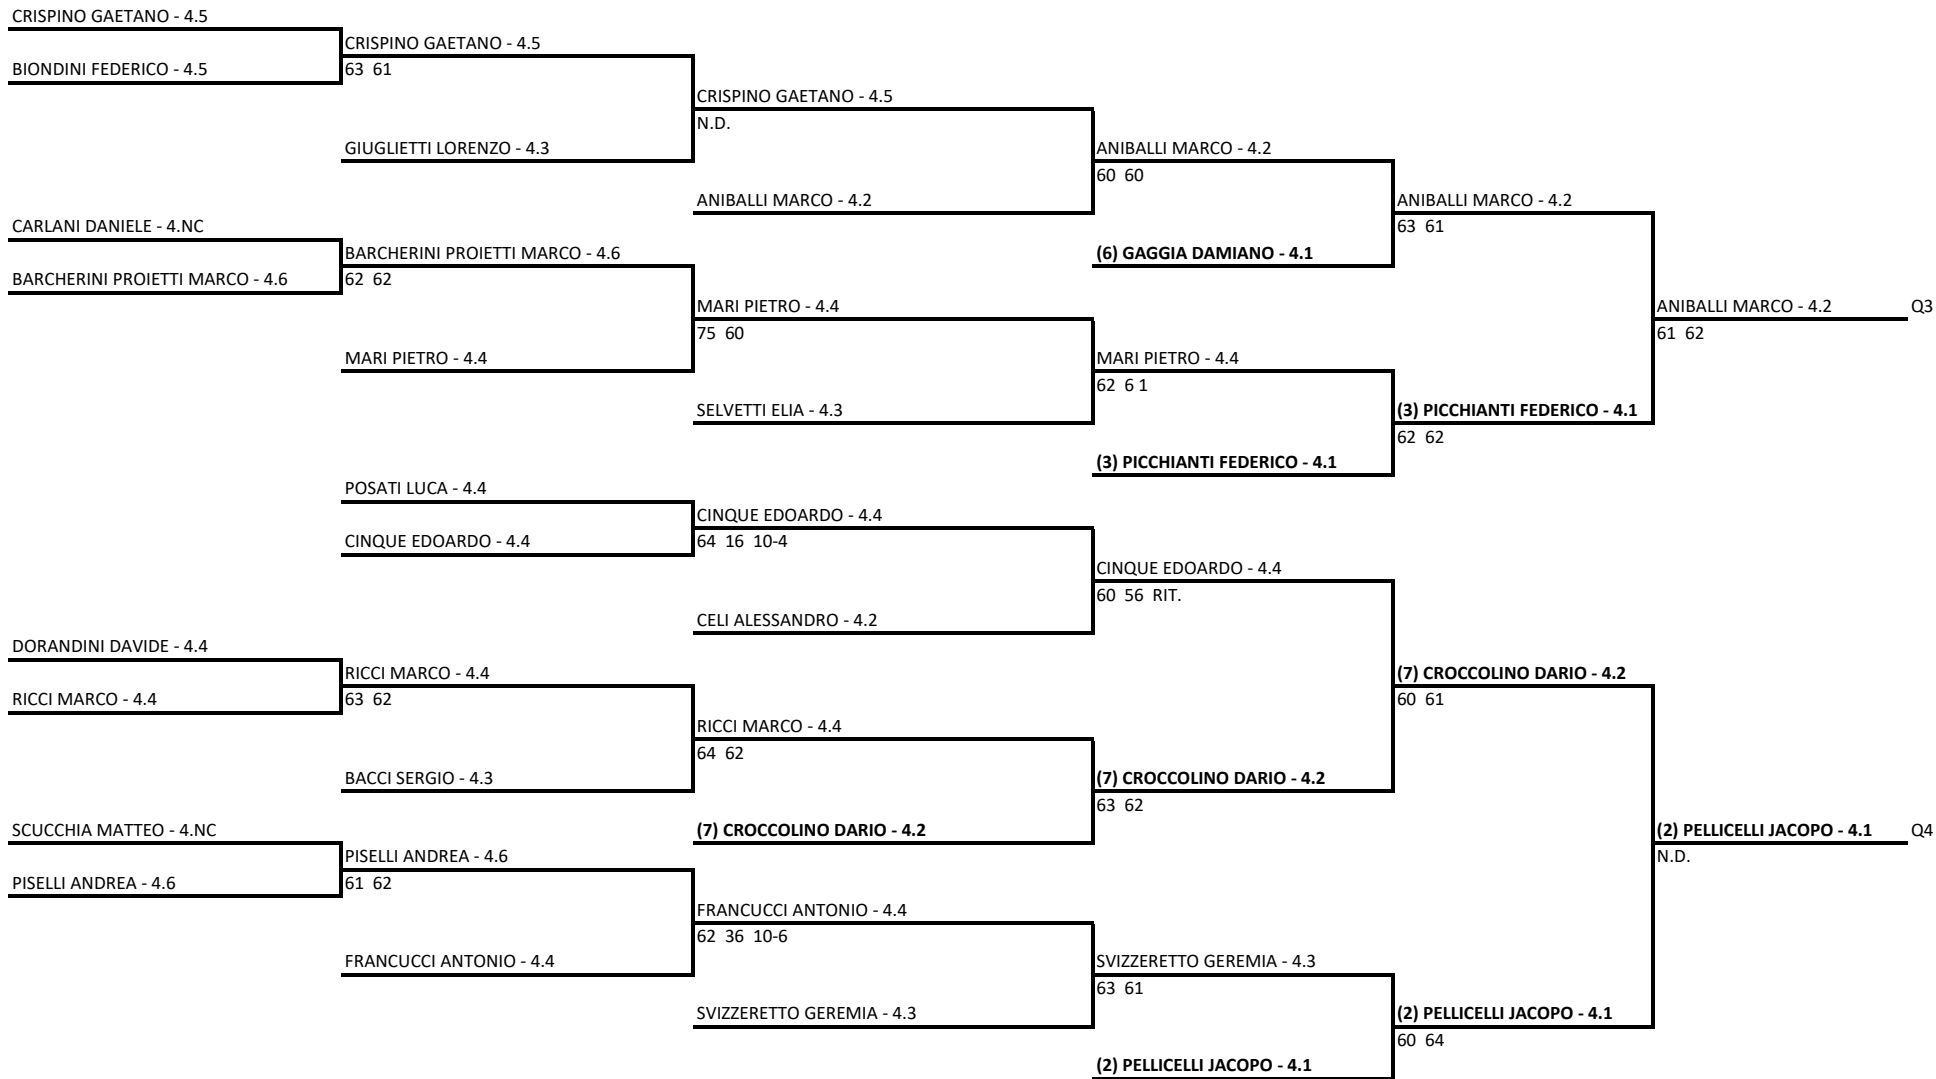 CRISPINO GAETANO - 4.5
CRISPINO GAETANO - 4.5
BIONDINI FEDERICO - 4.5
63 61
CRISPINO GAETANO - 4.5
N.D.
GIUGLIETTI LORENZO - 4.3
ANIBALLI MARCO - 4.2
60 60
ANIBALLI MARCO - 4.2
ANIBALLI MARCO - 4.2
CARLANI DANIELE - 4.NC
63 61
BARCHERINI PROIETTI MARCO - 4.6
(6) GAGGIA DAMIANO - 4.1
BARCHERINI PROIETTI MARCO - 4.6
62 62
MARI PIETRO - 4.4
ANIBALLI MARCO - 4.2
Q3
75 60
61 62
MARI PIETRO - 4.4
MARI PIETRO - 4.4
62 6 1
SELVETTI ELIA - 4.3
(3) PICCHIANTI FEDERICO - 4.1
62 62
(3) PICCHIANTI FEDERICO - 4.1
POSATI LUCA - 4.4
CINQUE EDOARDO - 4.4
CINQUE EDOARDO - 4.4
64 16 10-4
CINQUE EDOARDO - 4.4
60 56 RIT.
CELI ALESSANDRO - 4.2
DORANDINI DAVIDE - 4.4
RICCI MARCO - 4.4
(7) CROCCOLINO DARIO - 4.2
RICCI MARCO - 4.4
63 62
60 61
RICCI MARCO - 4.4
64 62
BACCI SERGIO - 4.3
(7) CROCCOLINO DARIO - 4.2
63 62
SCUCCHIA MATTEO - 4.NC
(7) CROCCOLINO DARIO - 4.2
(2) PELLICELLI JACOPO - 4.1
Q4
PISELLI ANDREA - 4.6
N.D.
PISELLI ANDREA - 4.6
61 62
FRANCUCCI ANTONIO - 4.4
62 36 10-6
FRANCUCCI ANTONIO - 4.4
SVIZZERETTO GEREMIA - 4.3
63 61
SVIZZERETTO GEREMIA - 4.3
(2) PELLICELLI JACOPO - 4.1
60 64
(2) PELLICELLI JACOPO - 4.1